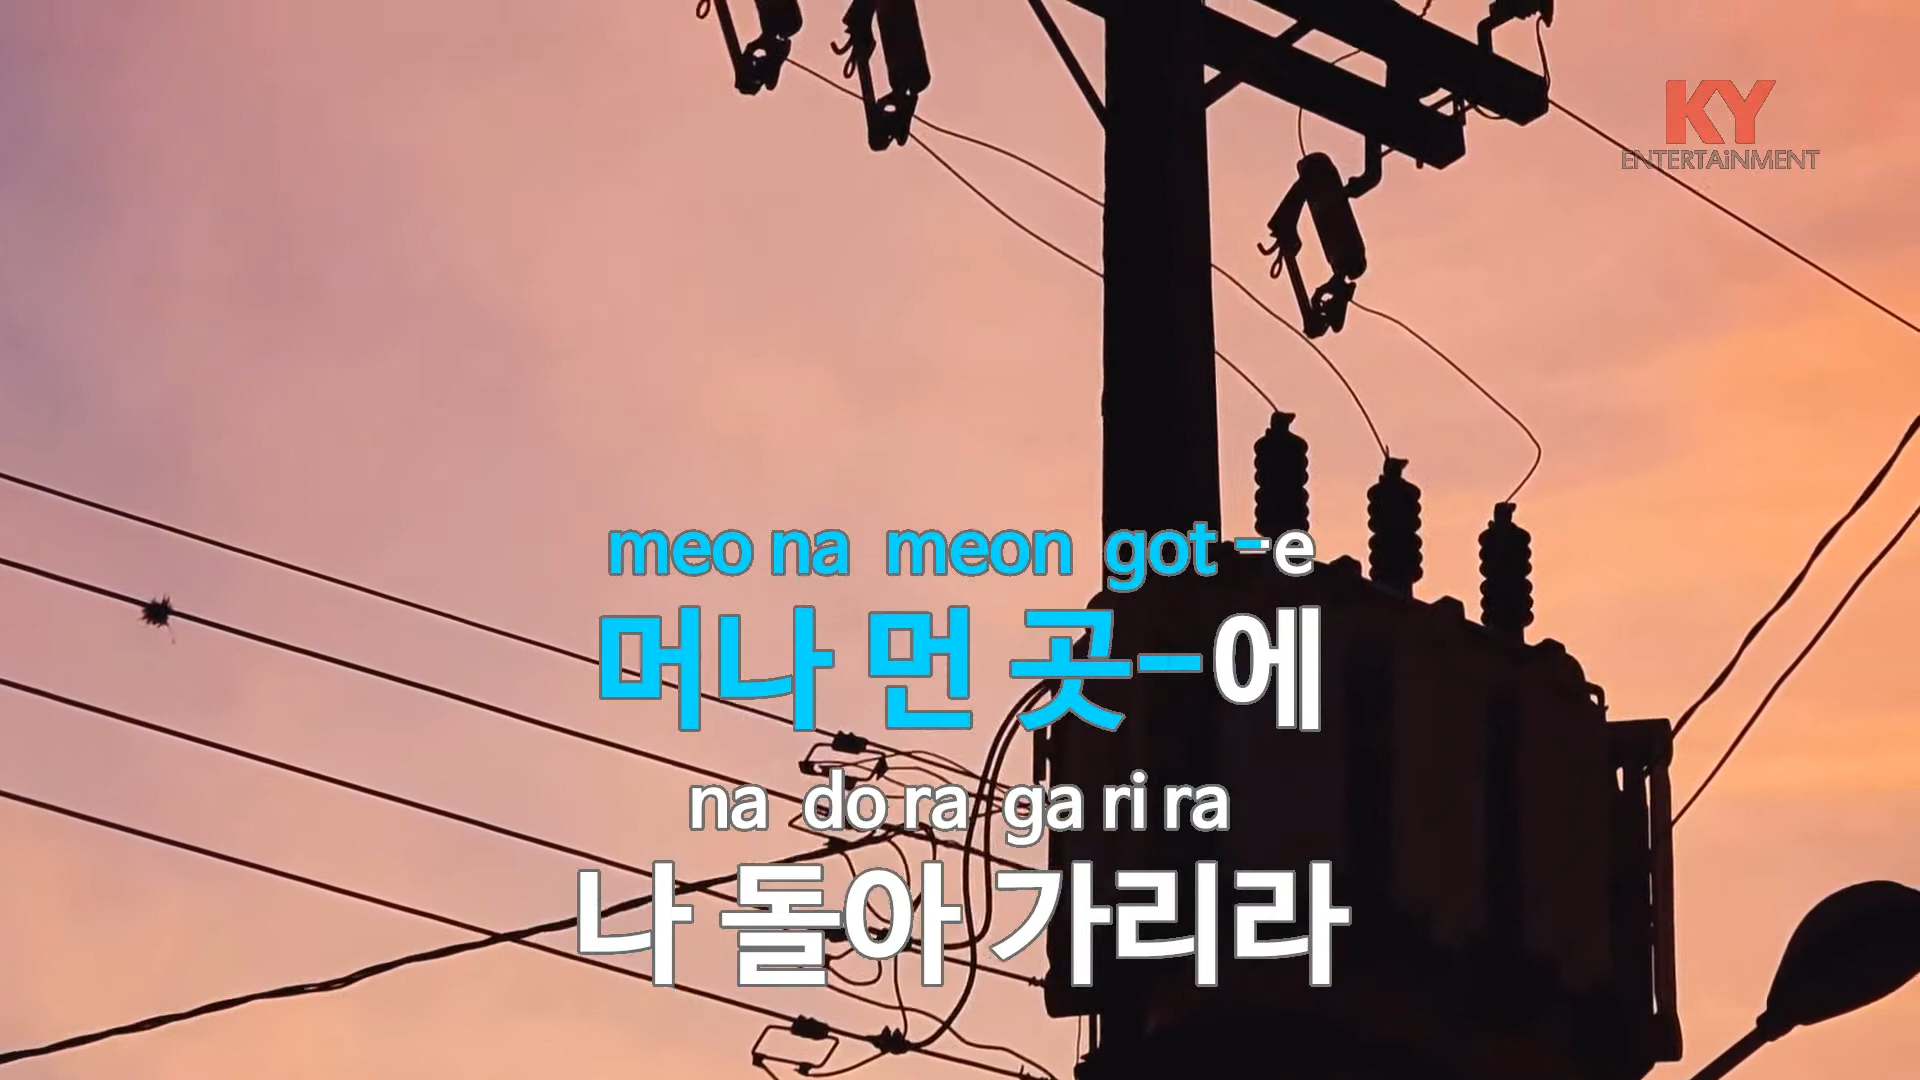 KY
ENTERTAiNMENT
meo na meon got -e
머나 먼 곳-에
na do ra ga ri ra
나 돌아 가리라